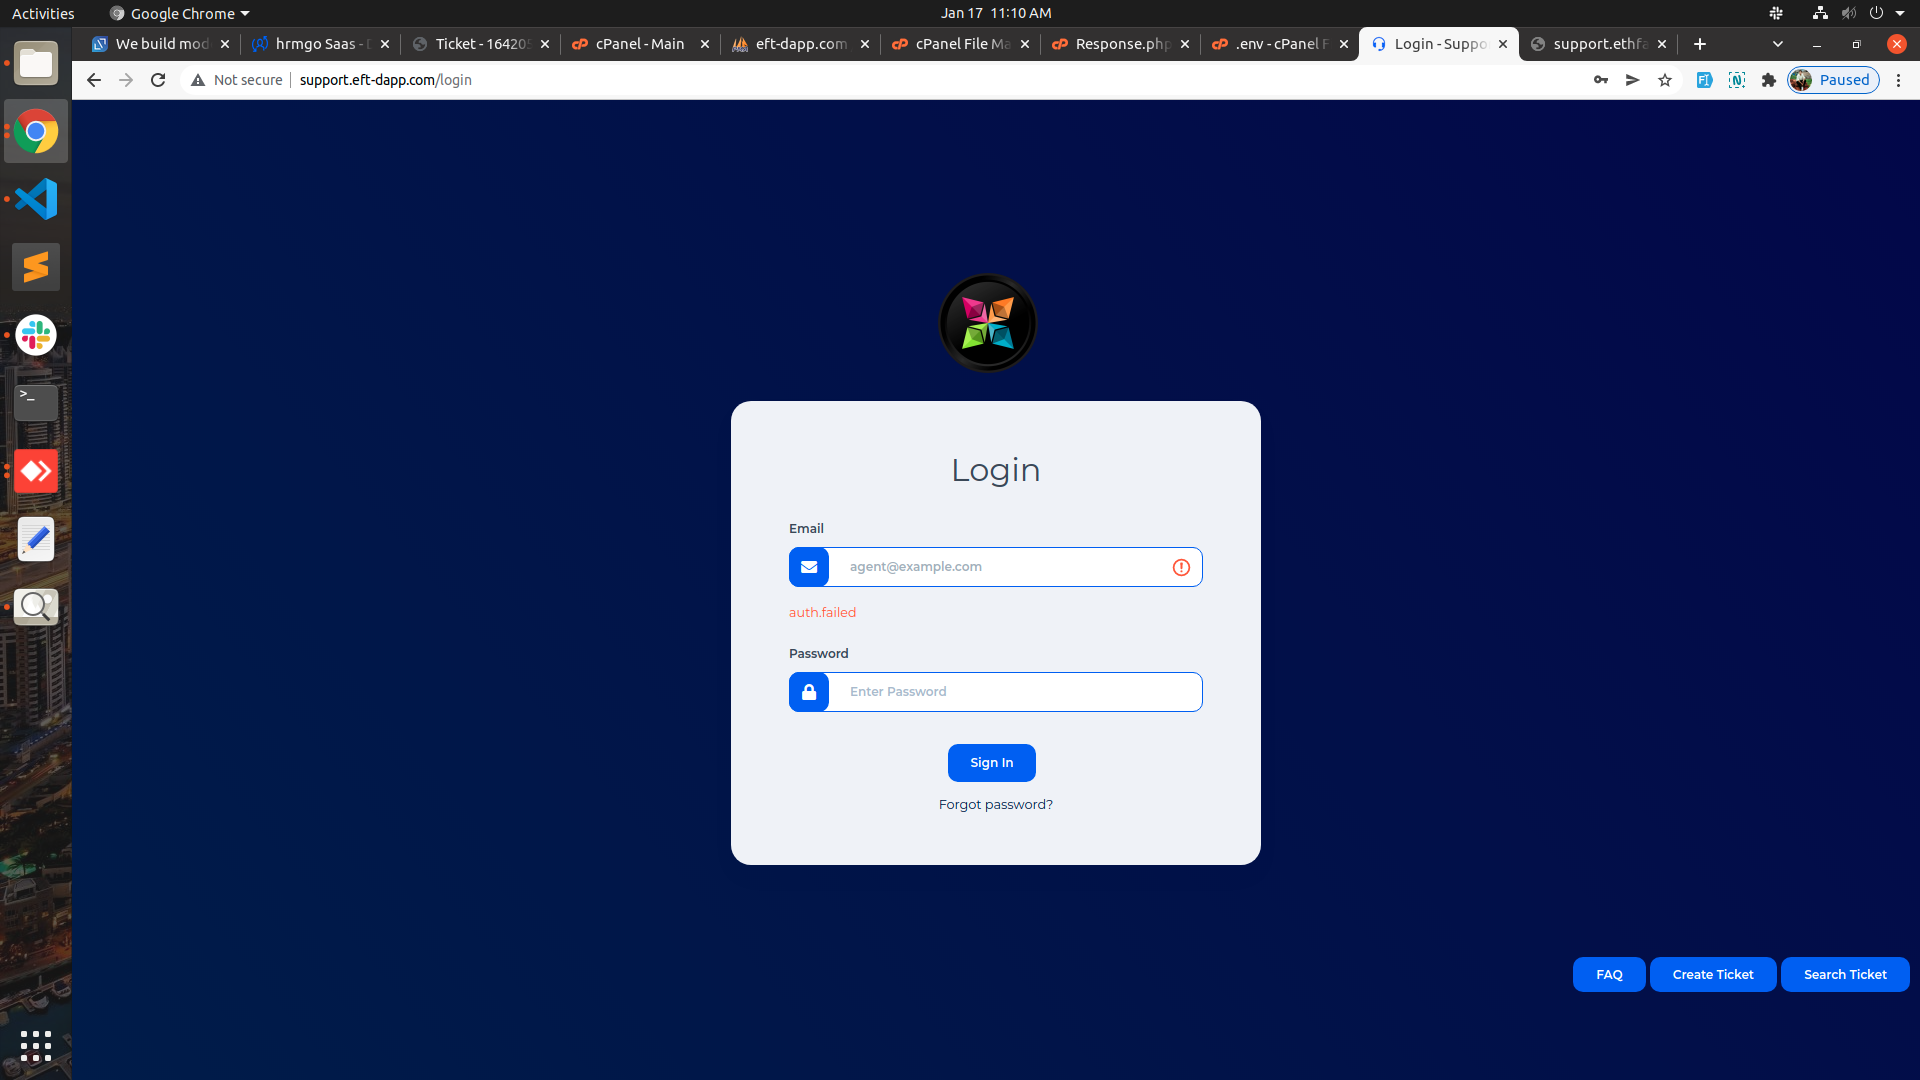 Activities
Google Chrome
Jan 17 11:10 AM
We build mod
hrmgo Saas - D
Ticket - 16420
cPanel - Main
eft-dapp.com
cPanel File Ma
Response.php
.env - cPanel F
Login - Suppo
support.ethfa
Not secure
support.eft-dapp.com/login
Paused
Login
Email
agent@example.com
auth.failed
Password
Enter Password
Sign In
Forgot password?
FAQ
Create Ticket
Search Ticket